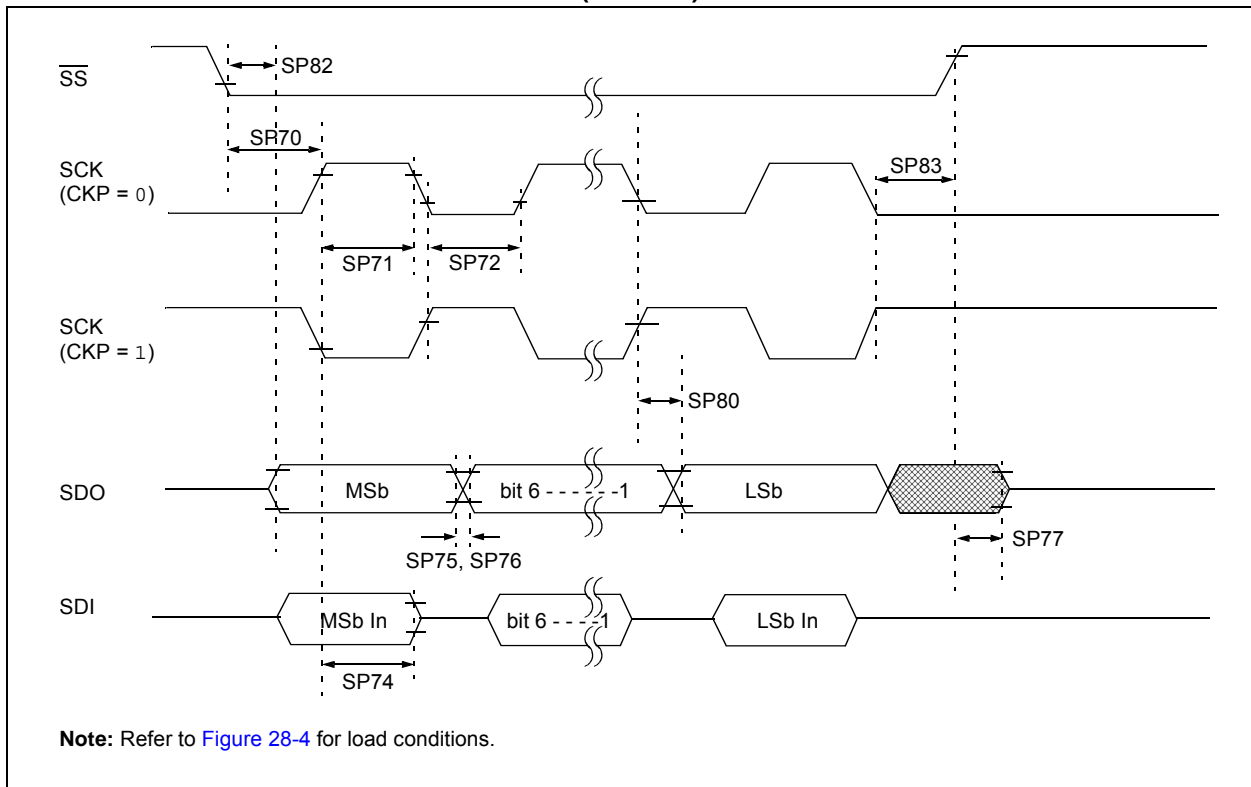 SS
SP82
SP70
SCK
(CKP = 0)
SP83
SP71
SP72
SCK
(CKP = 1)
SP80
SDO
MSb
bit 6 - - - - - -1
LSb
SP75, SP76
SP77
SDI
MSb In
bit 6 - - - -1
LSb In
SP74
Note: Refer to Figure 28-4 for load conditions.